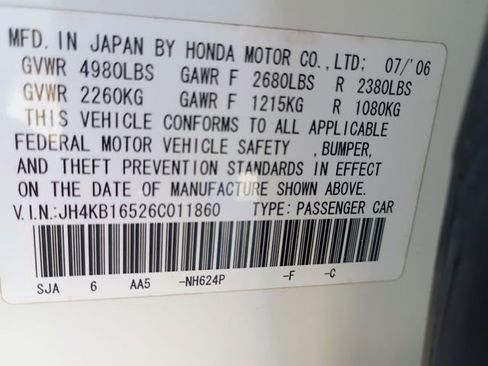 MFD. IN JAPAN BY HONDA MOTOR CO., LTD: 07/'06
GVWR 4980LBS GAWR F 2680LBS R 2380LBS
GVWR 2260KG GAWR F 1215KG R 1080KG
THIS VEHICLE CONFORMS TO ALL APPLICABLE
FEDERAL MOTOR VEHICLE SAFETY , BUMPER,
AND THEFT PREVENTION STANDARDS IN EFFECT
ON THE DATE OF MANUFACTURE SHOWN ABOVE.
V.I.N.: JH4KB16526C011860 TYPE: PASSENGER CAR
SJA 6 AA5 -NH624P -F -C